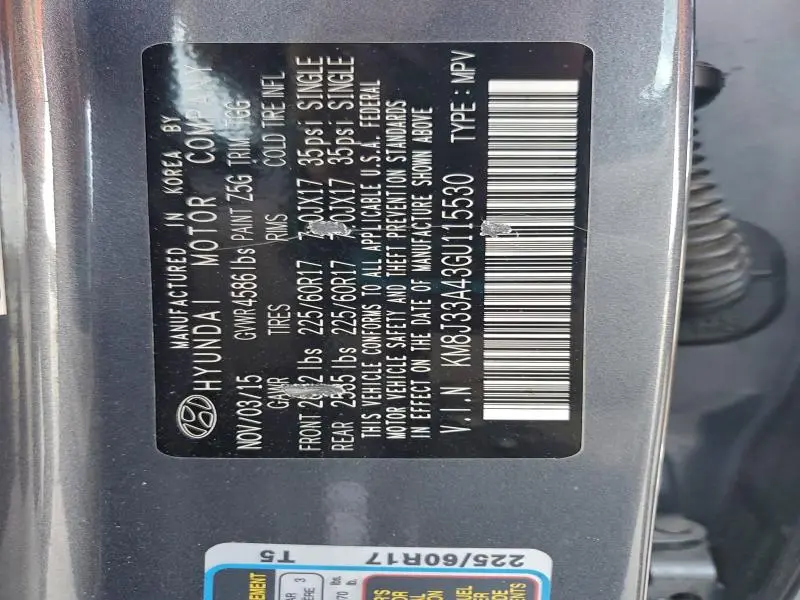 MANUFACTURED IN KOREA BY
HYUNDAI MOTOR COMPANY
NOV/03/15 GVWR 4586 lbs PAINT Z5G TRIM TGG
GAWR TIRES RIMS COLD TIRE INFL
FRONT lbs 225/60R17 35psi SINGLE
REAR lbs 225/60R17 35psi SINGLE
THIS VEHICLE CONFORMS TO ALL APPLICABLE U.S.A. FEDERAL
MOTOR VEHICLE SAFETY AND THEFT PREVENTION STANDARDS
IN EFFECT ON THE DATE OF MANUFACTURE SHOWN ABOVE
V.I.N KM8J33A43GU115530 TYPE : MPV
225/60R17
T5
3